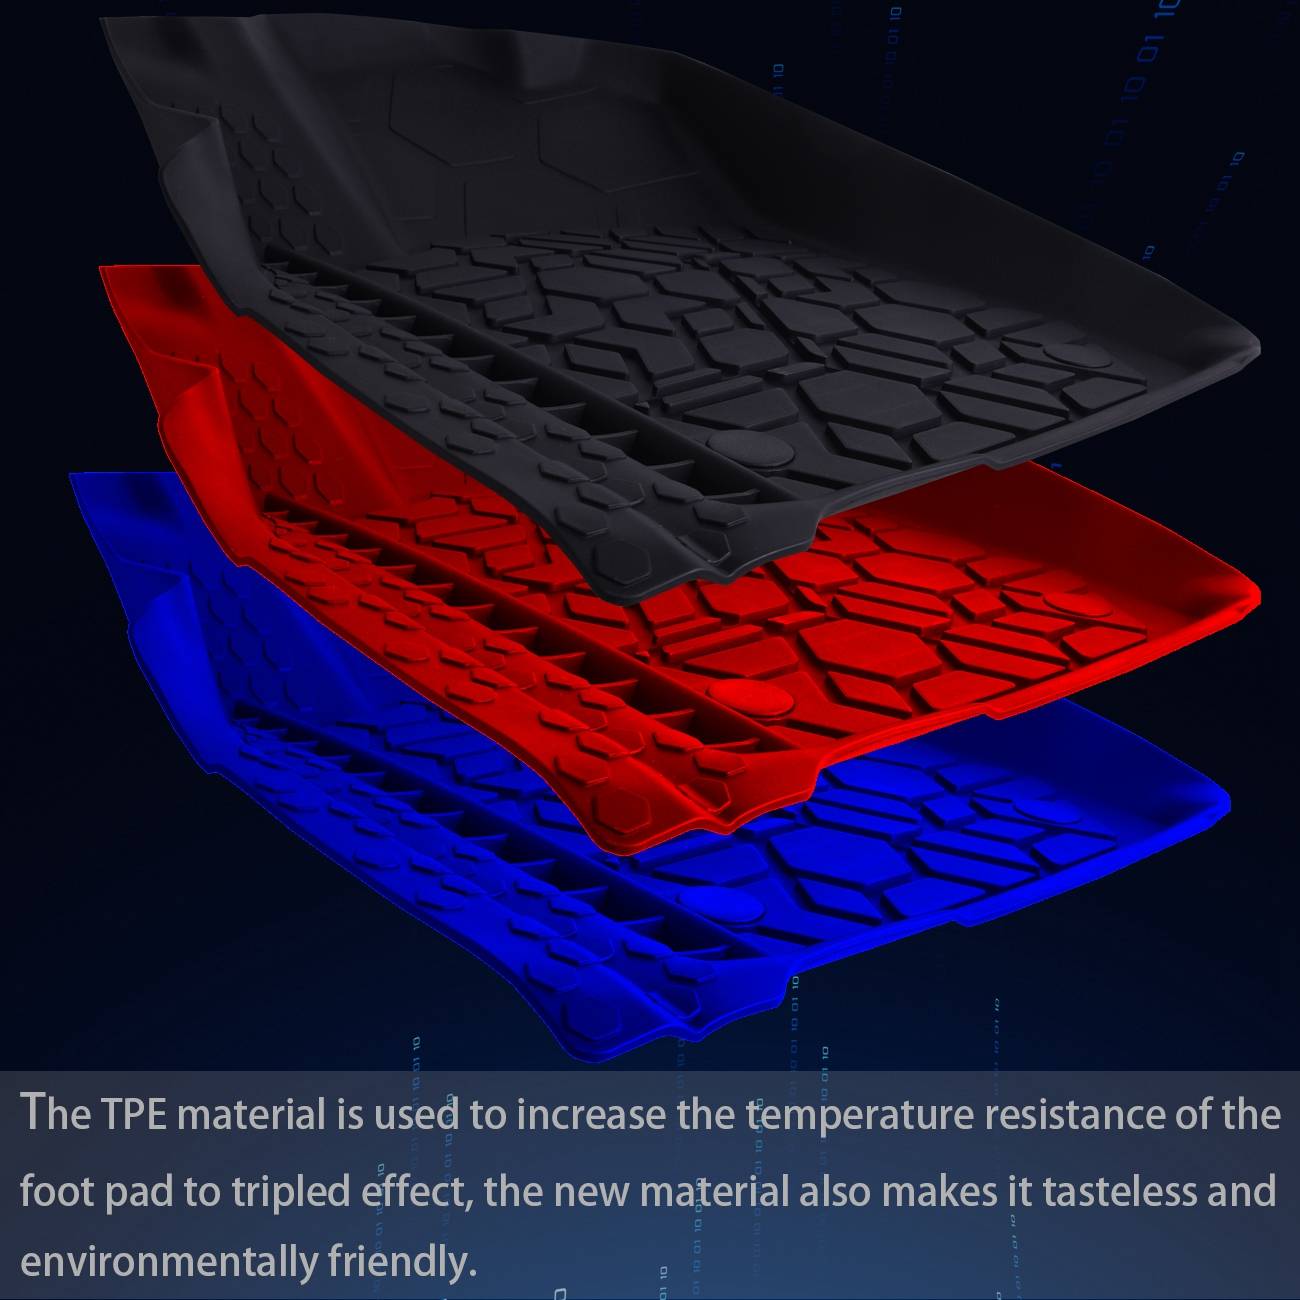 The TPE material is used to increase the temperature resistance of the
foot pad to tripled effect, the new material also makes it tasteless and
environmentally friendly.